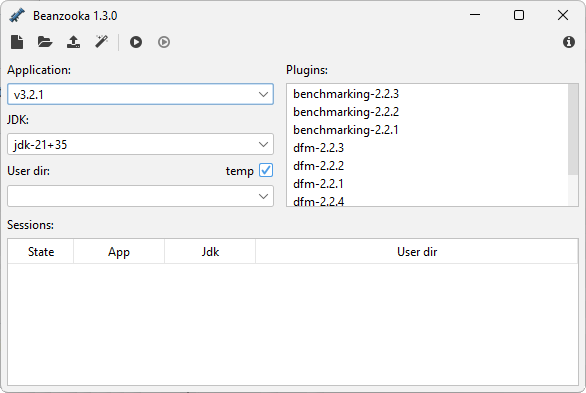 Beanzooka 1.3.0
Application:
v3.2.1
JDK:
jdk-21+35
User dir:
temp
Plugins:
benchmarking-2.2.3
benchmarking-2.2.2
benchmarking-2.2.1
dfm-2.2.3
dfm-2.2.2
dfm-2.2.1
dfm-2.2.4
Sessions:
State App Jdk User dir